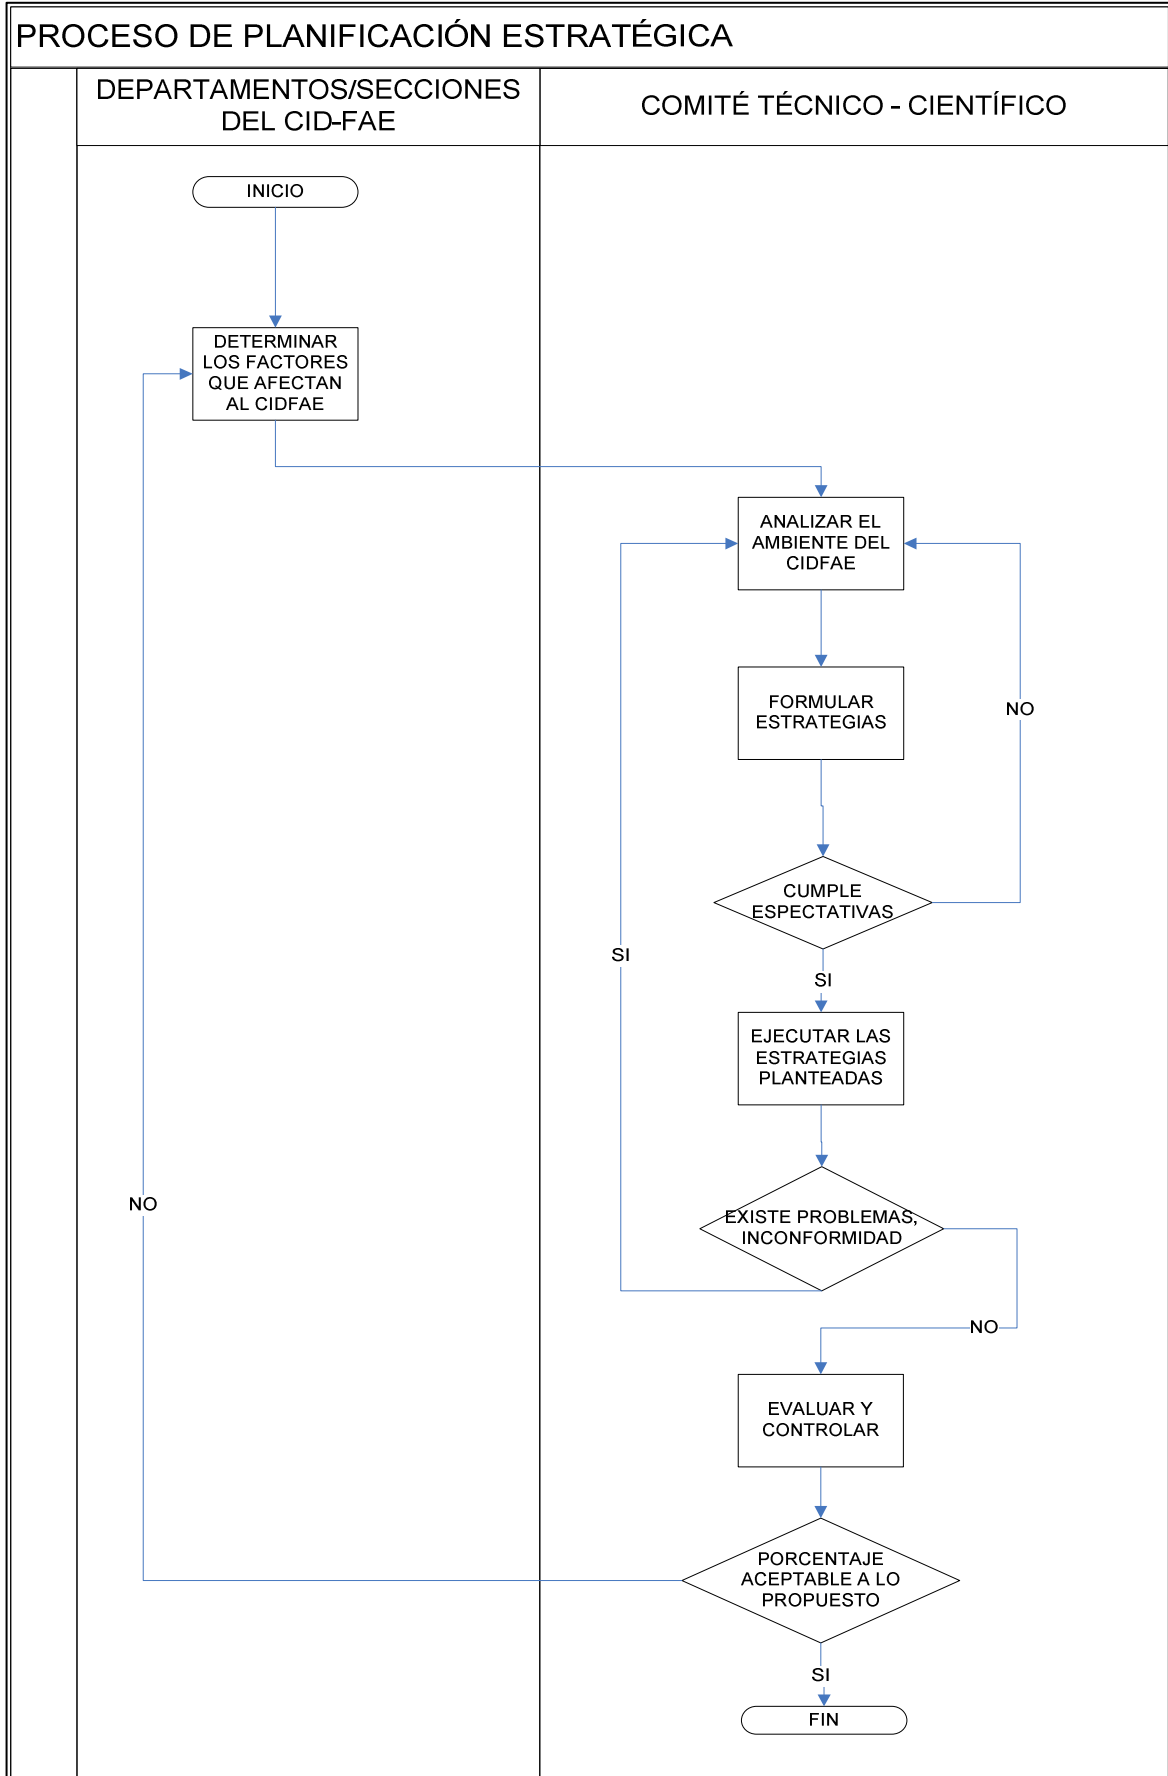 PROCESO DE PLANIFICACIÓN ESTRATÉGICA
DEPARTAMENTOS/SECCIONES
DEL CID-FAE
COMITÉ TÉCNICO - CIENTÍFICO
INICIO
DETERMINAR
LOS FACTORES
QUE AFECTAN
AL CIDFAE
ANALIZAR EL
AMBIENTE DEL
CIDFAE
FORMULAR
ESTRATEGIAS
NO
CUMPLE
ESPECTATIVAS
SI
SI
EJECUTAR LAS
ESTRATEGIAS
PLANTEADAS
NO
EXISTE PROBLEMAS,
INCONFORMIDAD
NO
EVALUAR Y
CONTROLAR
PORCENTAJE
ACEPTABLE A LO
PROPUESTO
SI
FIN